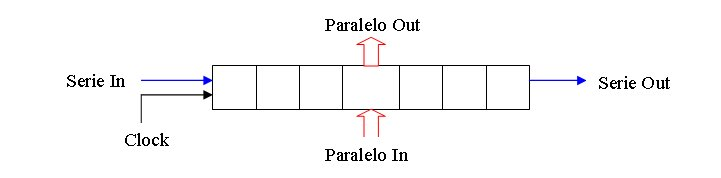 Paralelo Out
Serie In
Serie Out
Clock
Paralelo In